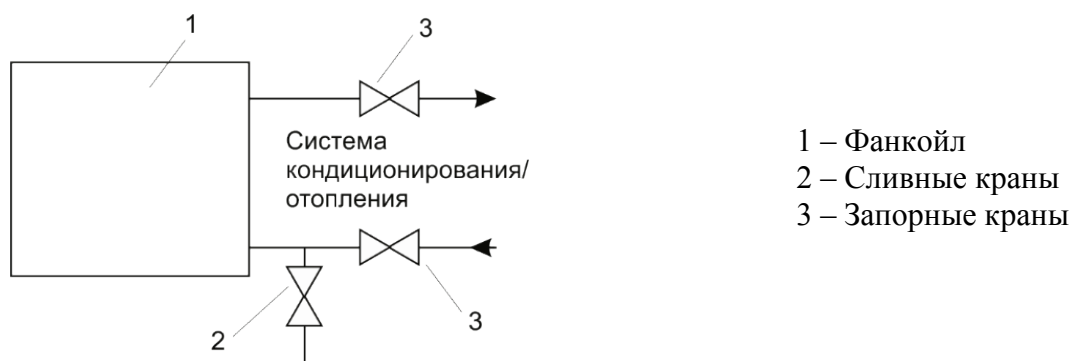 1
3
Система
кондиционирования/
отопления
2
3
1 – Фанкойл
2 – Сливные краны
3 – Запорные краны